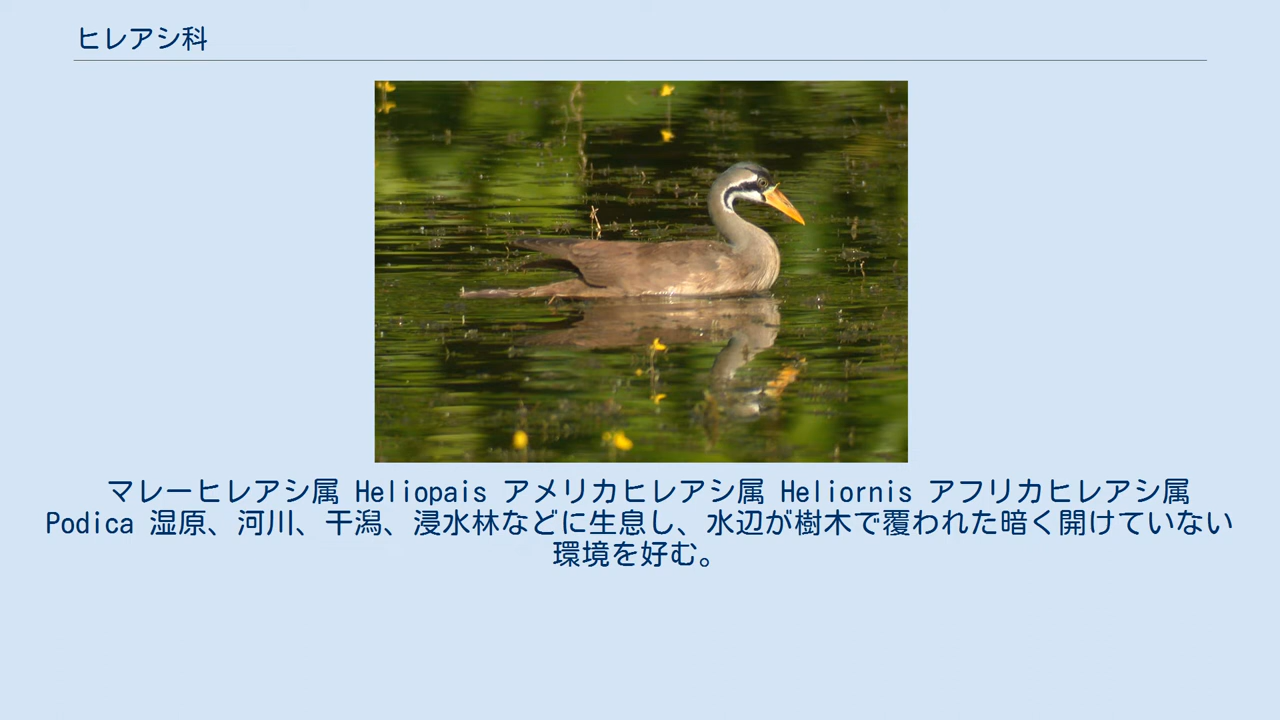 ヒレアシ科
マレーヒレアシ属 Heliopais アメリカヒレアシ属 Heliornis アフリカヒレアシ属
Podica 湿原、河川、干潟、浸水林などに生息し、水辺が樹木で覆われた暗く開けていない
環境を好む。